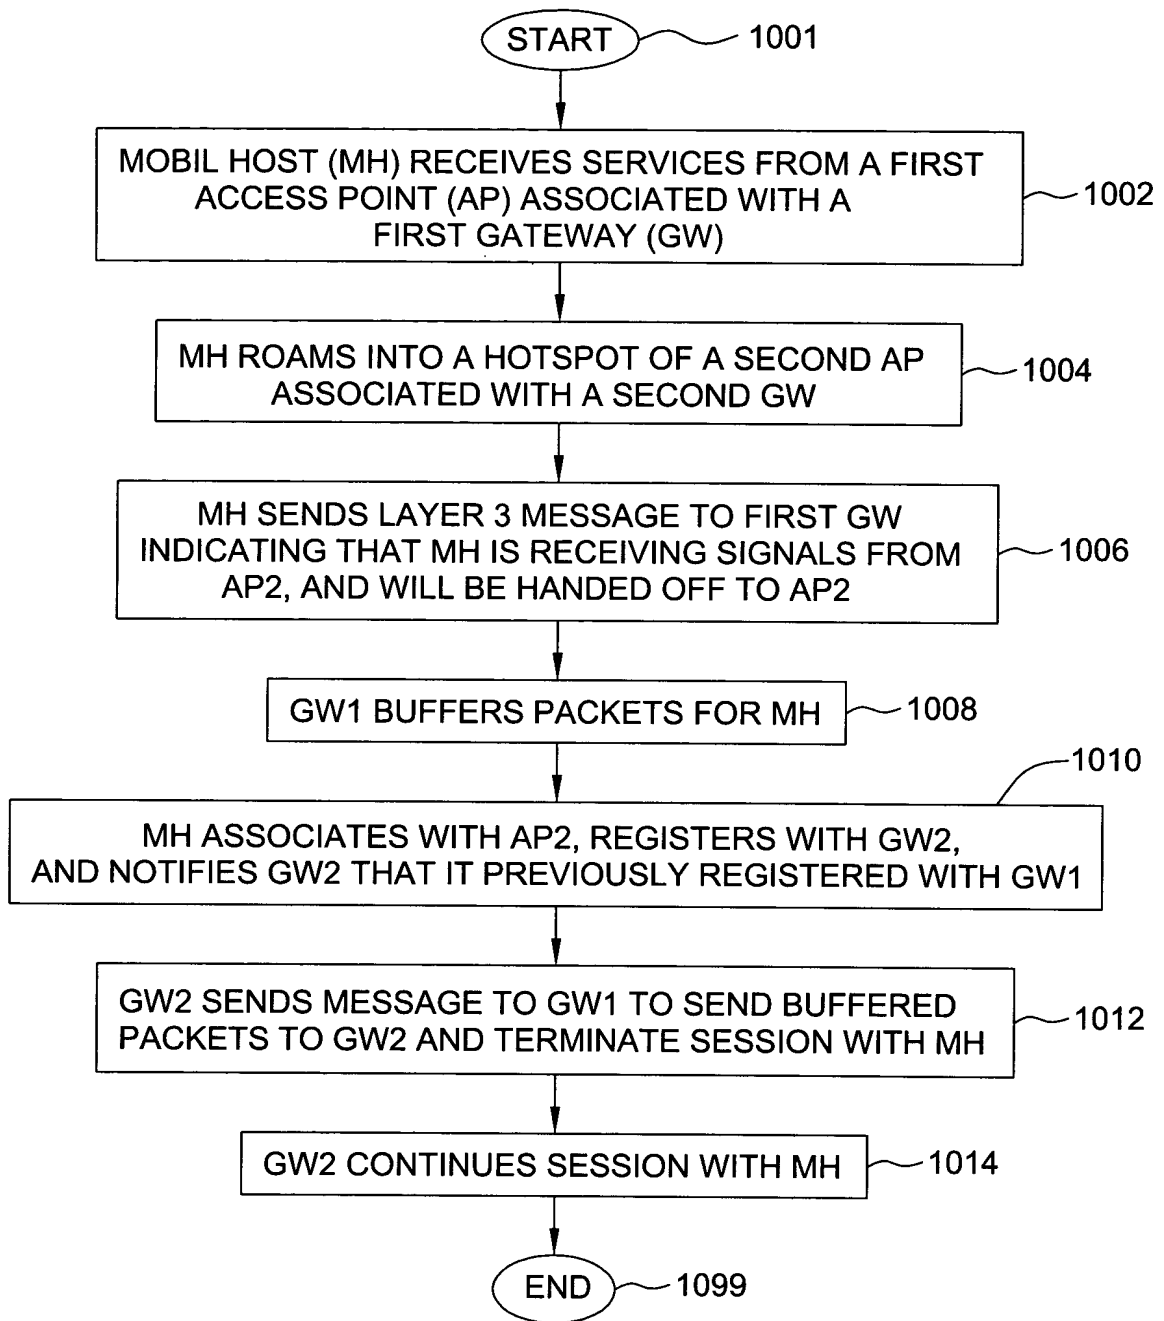 START
1001
MOBIL HOST (MH) RECEIVES SERVICES FROM A FIRST
ACCESS POINT (AP) ASSOCIATED WITH A
FIRST GATEWAY (GW)
1002
MH ROAMS INTO A HOTSPOT OF A SECOND AP
ASSOCIATED WITH A SECOND GW
1004
MH SENDS LAYER 3 MESSAGE TO FIRST GW
INDICATING THAT MH IS RECEIVING SIGNALS FROM
AP2, AND WILL BE HANDED OFF TO AP2
1006
GW1 BUFFERS PACKETS FOR MH
1008
1010
MH ASSOCIATES WITH AP2, REGISTERS WITH GW2,
AND NOTIFIES GW2 THAT IT PREVIOUSLY REGISTERED WITH GW1
GW2 SENDS MESSAGE TO GW1 TO SEND BUFFERED
PACKETS TO GW2 AND TERMINATE SESSION WITH MH
1012
GW2 CONTINUES SESSION WITH MH
1014
END
1099